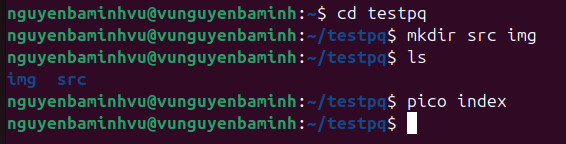 nguyenbaminhvu@vunguyenbaminh:~$ cd testpq
nguyenbaminhvu@vunguyenbaminh:~/testpq$ mkdir src img
nguyenbaminhvu@vunguyenbaminh:~/testpq$ ls
img  src
nguyenbaminhvu@vunguyenbaminh:~/testpq$ pico index
nguyenbaminhvu@vunguyenbaminh:~/testpq$